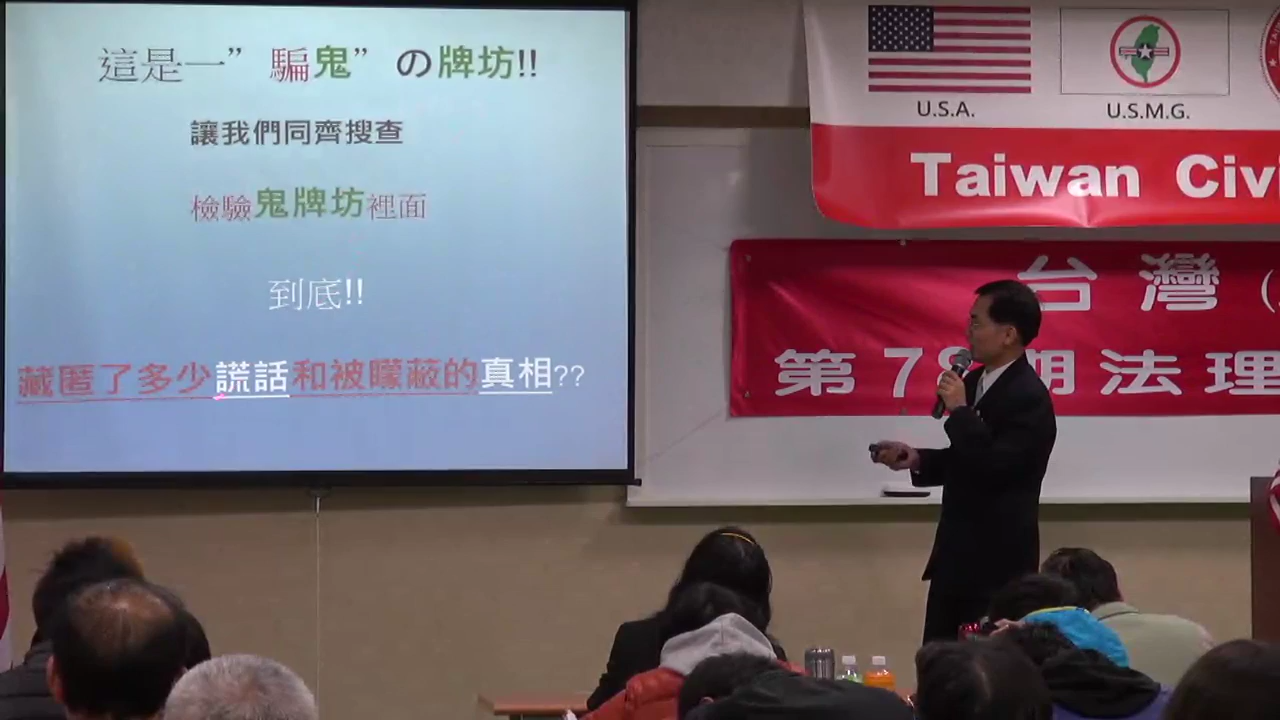 這是一”騙鬼”の牌坊!!
讓我們同齊搜查
檢驗鬼牌坊裡面
到底!!
藏匿了多少謊話和被矇蔽的真相??
U.S.A.
U.S.M.G.
Taiwan Civi
台灣(
第78期法理